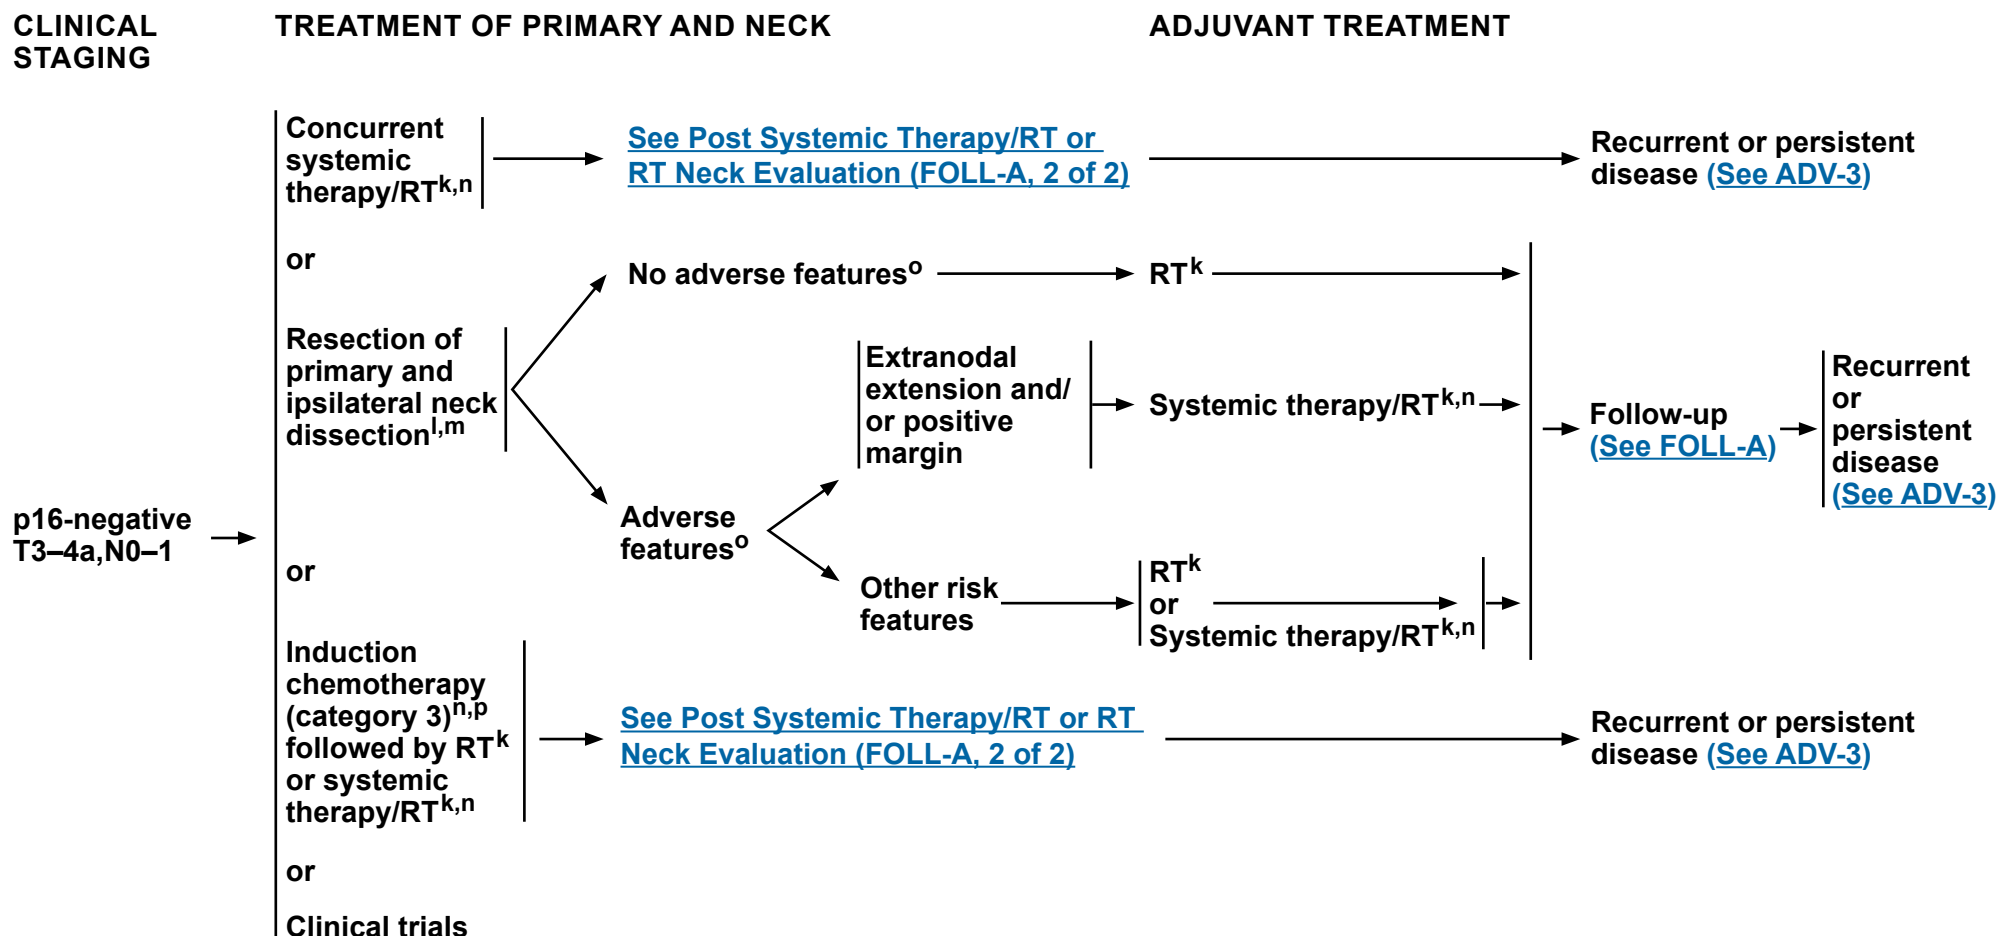 CLINICAL
STAGING
TREATMENT OF PRIMARY AND NECK
ADJUVANT TREATMENT
p16-negative
T3–4a,N0–1
Concurrent
systemic
therapy/RTk,n
See Post Systemic Therapy/RT or
RT Neck Evaluation (FOLL-A, 2 of 2)
Recurrent or persistent
disease (See ADV-3)
or
Resection of
primary and
ipsilateral neck
dissectionl,m
No adverse featureso
RTk
Adverse
featureso
Extranodal
extension and/
or positive
margin
Systemic therapy/RTk,n
Other risk
features
RTk
or
Systemic therapy/RTk,n
Follow-up
(See FOLL-A)
Recurrent
or
persistent
disease
(See ADV-3)
or
Induction
chemotherapy
(category 3)n,p
followed by RTk
or systemic
therapy/RTk,n
See Post Systemic Therapy/RT or RT
Neck Evaluation (FOLL-A, 2 of 2)
Recurrent or persistent
disease (See ADV-3)
or
Clinical trials